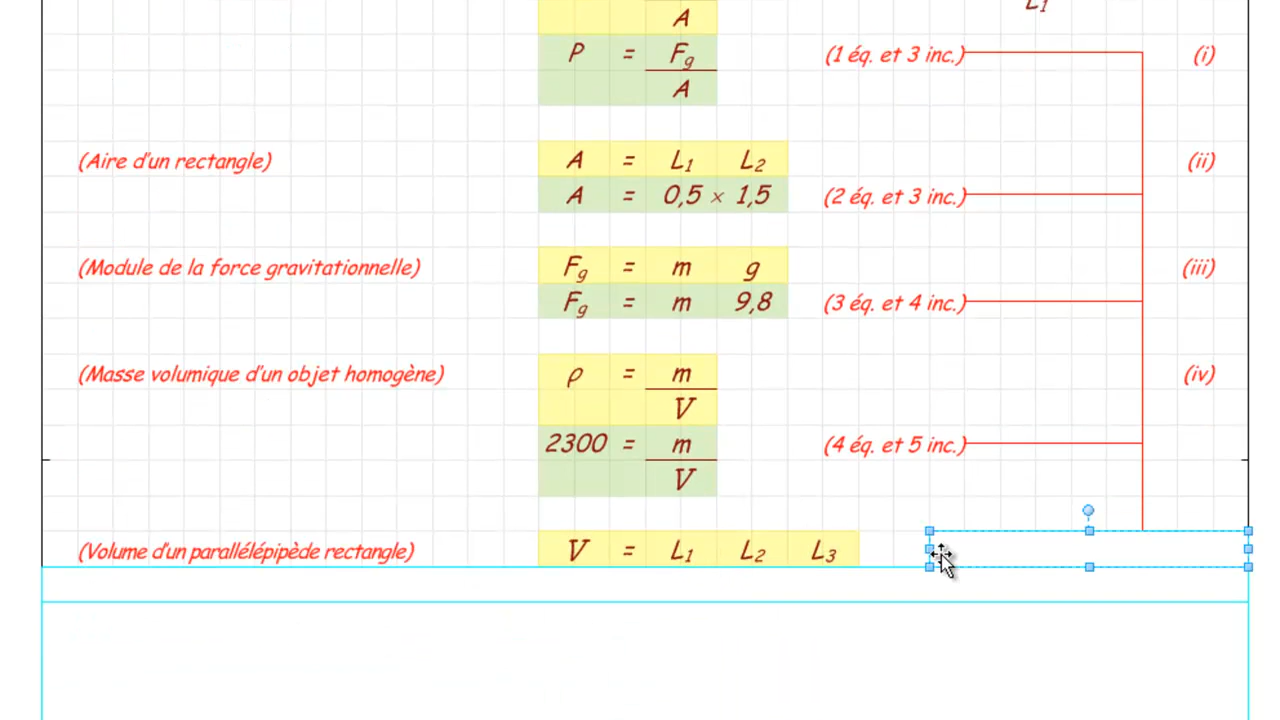 A
L₁
P = F_g (1 éq. et 3 inc.) (i)
A
(Aire d'un rectangle) A = L₁ L₂ (ii)
A = 0,5 × 1,5 (2 éq. et 3 inc.)
(Module de la force gravitationnelle) F_g = m g (iii)
F_g = m 9,8 (3 éq. et 4 inc.)
(Masse volumique d'un objet homogène) ρ = m (iv)
V
2300 = m (4 éq. et 5 inc.)
V
(Volume d'un parallélépipède rectangle) V = L₁ L₂ L₃